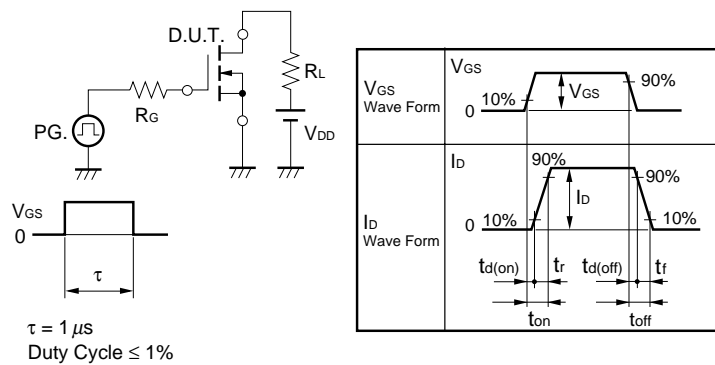 D.U.T.
RL
RG
PG.
VDD
VGS
0
τ
τ = 1 μs
Duty Cycle ≤ 1%
VGS
Wave Form
VGS
90%
VGS
10%
0
ID
Wave Form
ID
90%
90%
ID
0 10%
10%
td(on) tr td(off) tf
ton toff